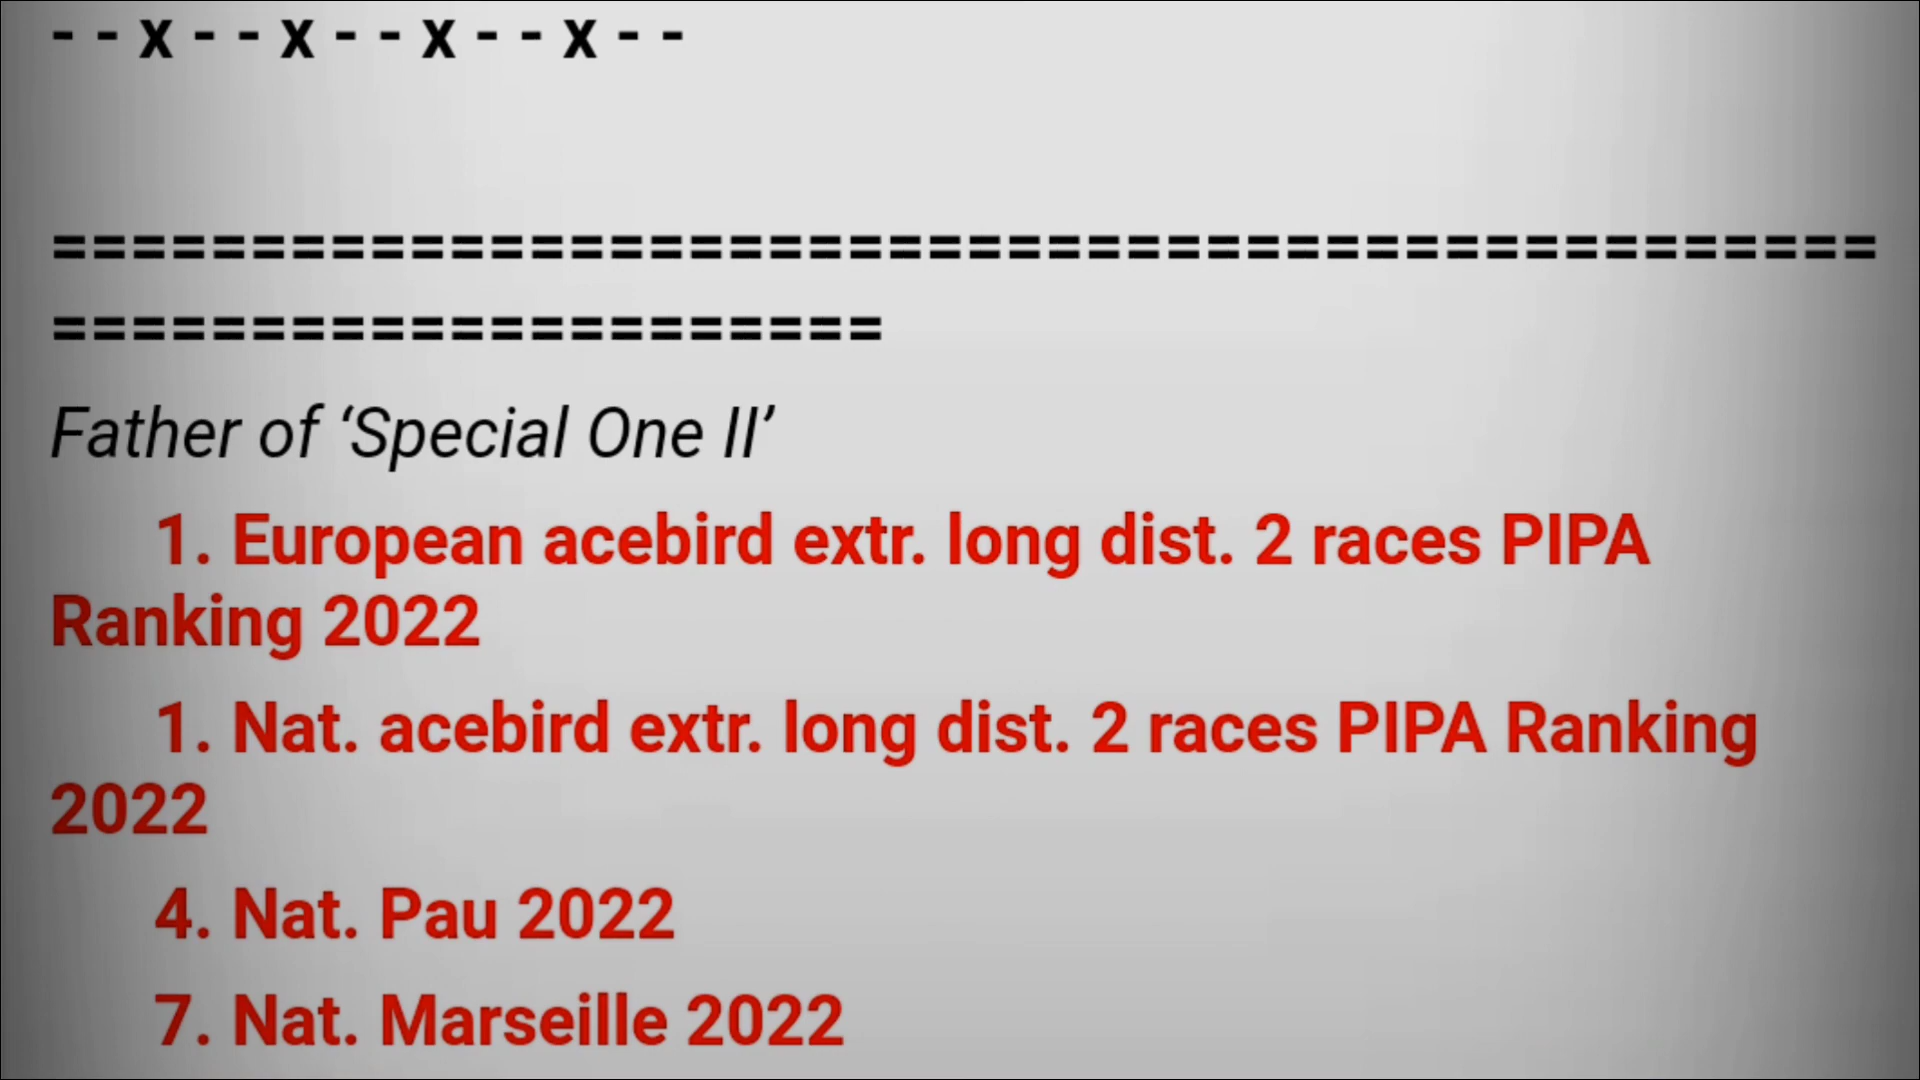 - - x - - x - - x - - x - -
==============================================
=====================
Father of ‘Special One II’
1. European acebird extr. long dist. 2 races PIPA
Ranking 2022
1. Nat. acebird extr. long dist. 2 races PIPA Ranking
2022
4. Nat. Pau 2022
7. Nat. Marseille 2022